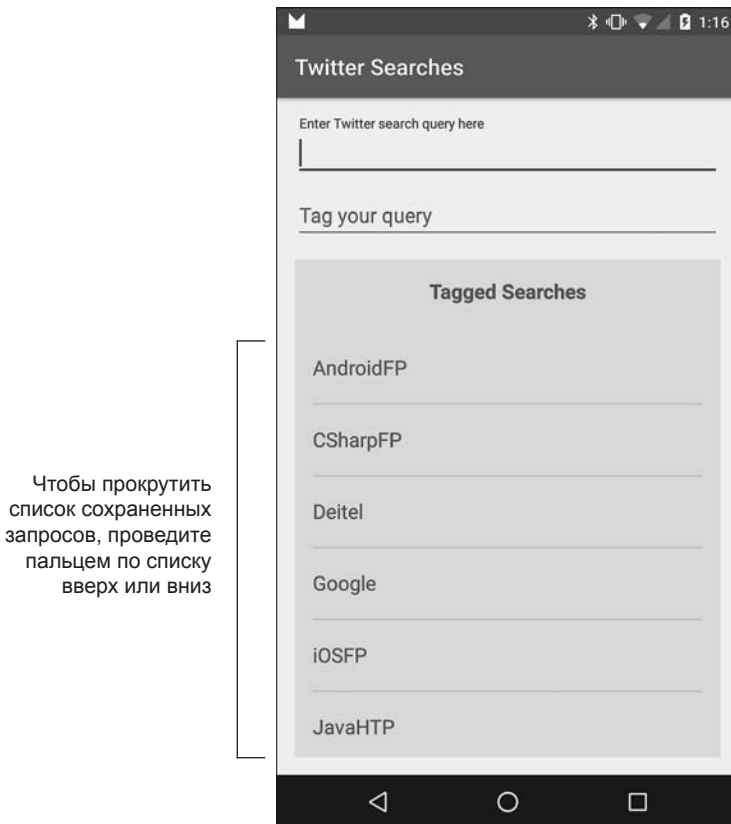 1:16
Twitter Searches
Enter Twitter search query here
Tag your query
Tagged Searches
AndroidFP
CSharpFP
Deitel
Google
iOSFP
JavaHTP
Чтобы прокрутить
список сохраненных
запросов, проведите
пальцем по списку
вверх или вниз